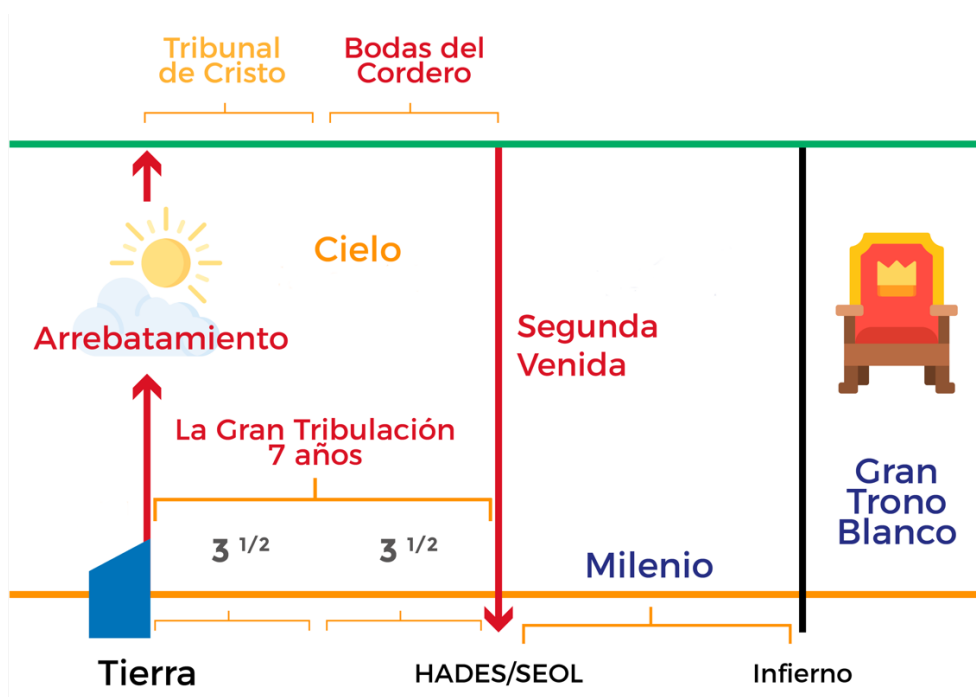 Tribunal
de Cristo
Bodas del
Cordero
Cielo
Arrebatamiento
Segunda
Venida
La Gran Tribulación
7 años
3 1/2
3 1/2
Milenio
Gran
Trono
Blanco
Tierra
HADES/SEOL
Infierno